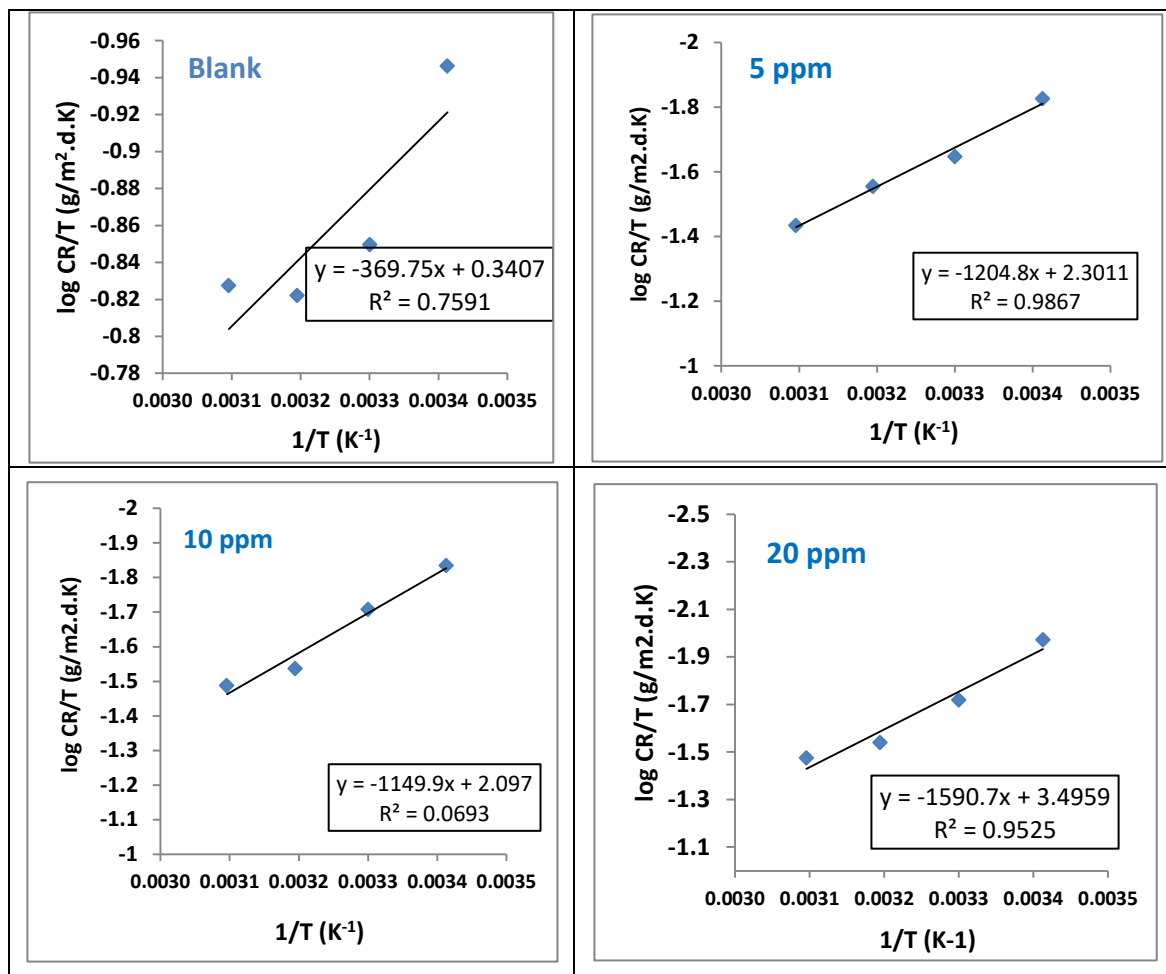 Blank
log CR/T (g/m².d.K)
-0.96
-0.94
-0.92
-0.9
-0.88
-0.86
-0.84
-0.82
-0.8
-0.78
y = -369.75x + 0.3407
R² = 0.7591
0.0030 0.0031 0.0032 0.0033 0.0034 0.0035
1/T (K⁻¹)
5 ppm
log CR/T (g/m2.d.K)
-2
-1.8
-1.6
-1.4
-1.2
-1
y = -1204.8x + 2.3011
R² = 0.9867
0.0030 0.0031 0.0032 0.0033 0.0034 0.0035
1/T (K⁻¹)
10 ppm
log CR/T (g/m2.d.K)
-2
-1.9
-1.8
-1.7
-1.6
-1.5
-1.4
-1.3
-1.2
-1.1
-1
y = -1149.9x + 2.097
R² = 0.0693
0.0030 0.0031 0.0032 0.0033 0.0034 0.0035
1/T (K⁻¹)
20 ppm
log CR/T (g/m2.d.K)
-2.5
-2.3
-2.1
-1.9
-1.7
-1.5
-1.3
-1.1
y = -1590.7x + 3.4959
R² = 0.9525
0.0030 0.0031 0.0032 0.0033 0.0034 0.0035
1/T (K-1)